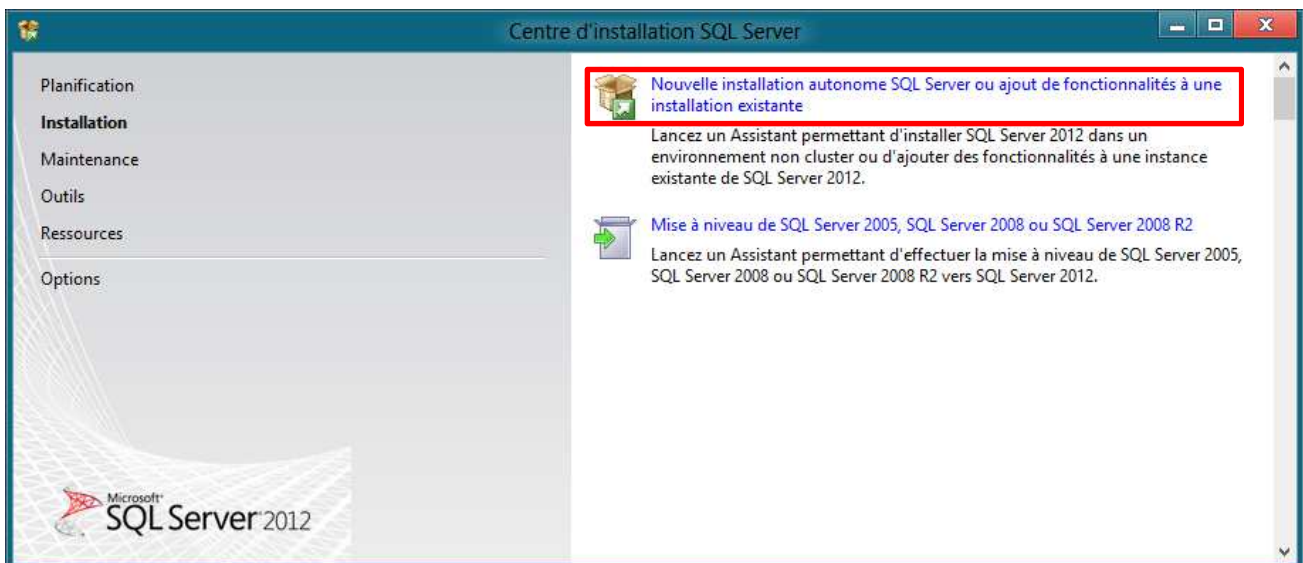 Centre d'installation SQL Server
Planification
Installation
Maintenance
Outils
Ressources
Options
Microsoft®
SQL Server® 2012
Nouvelle installation autonome SQL Server ou ajout de fonctionnalités à une
installation existante
Lancez un Assistant permettant d'installer SQL Server 2012 dans un
environnement non cluster ou d'ajouter des fonctionnalités à une instance
existante de SQL Server 2012.
Mise à niveau de SQL Server 2005, SQL Server 2008 ou SQL Server 2008 R2
Lancez un Assistant permettant d'effectuer la mise à niveau de SQL Server 2005,
SQL Server 2008 ou SQL Server 2008 R2 vers SQL Server 2012.